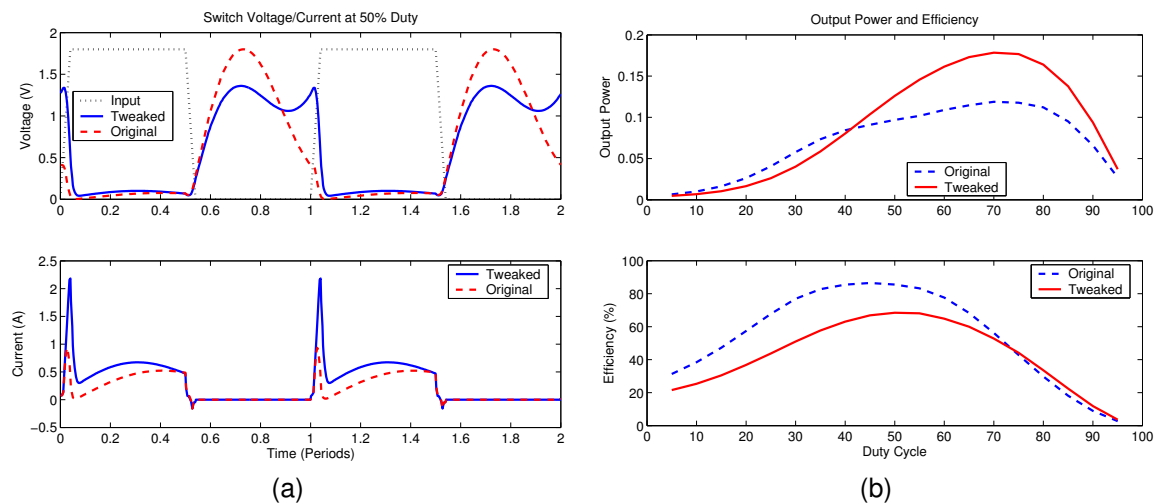 Switch Voltage/Current at 50% Duty
2
1.5
1
0.5
0
Voltage (V)
Input
Tweaked
Original
0 0.2 0.4 0.6 0.8 1 1.2 1.4 1.6 1.8 2
2.5
2
1.5
1
0.5
0
−0.5
Current (A)
Tweaked
Original
0 0.2 0.4 0.6 0.8 1 1.2 1.4 1.6 1.8 2
Time (Periods)
(a)
Output Power and Efficiency
0.2
0.15
0.1
0.05
0
Output Power
Original
Tweaked
0 10 20 30 40 50 60 70 80 90 100
100
80
60
40
20
0
Efficiency (%)
Original
Tweaked
0 10 20 30 40 50 60 70 80 90 100
Duty Cycle
(b)